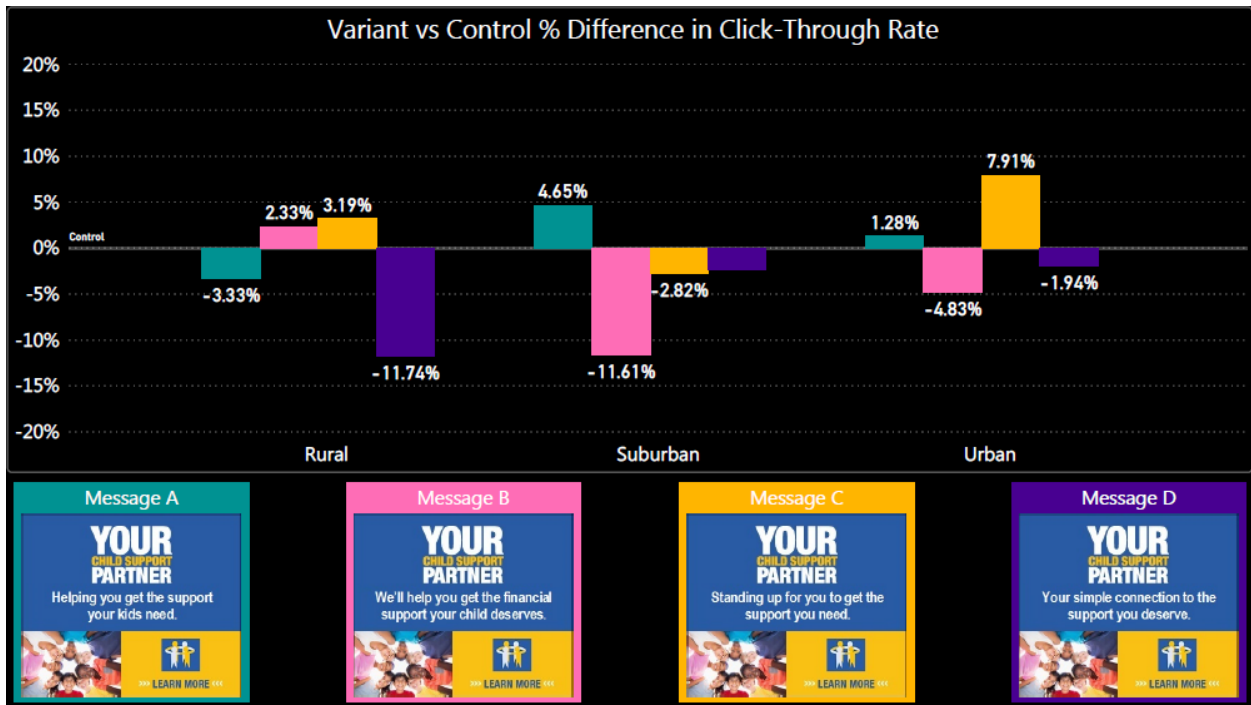 Variant vs Control % Difference in Click-Through Rate
20%
15%
10%
5%
0%
-5%
-10%
-15%
-20%
Control
-3.33%
2.33%
3.19%
-11.74%
4.65%
-11.61%
-2.82%
1.28%
-4.83%
7.91%
-1.94%
Rural
Suburban
Urban
Message A
YOUR
CHILD SUPPORT
PARTNER
Helping you get the support
your kids need.
>>> LEARN MORE <<<
Message B
YOUR
CHILD SUPPORT
PARTNER
We'll help you get the financial
support your child deserves.
>>> LEARN MORE <<<
Message C
YOUR
CHILD SUPPORT
PARTNER
Standing up for you to get the
support you need.
>>> LEARN MORE <<<
Message D
YOUR
CHILD SUPPORT
PARTNER
Your simple connection to the
support you deserve.
>>> LEARN MORE <<<